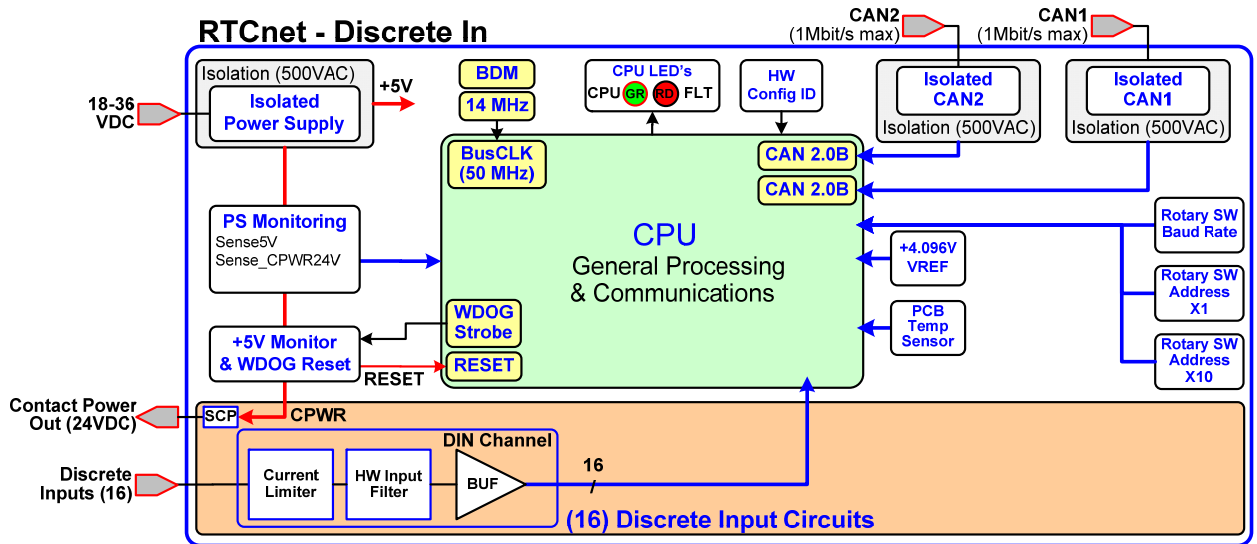 RTCnet - Discrete In
CAN2
(1Mbit/s max)
CAN1
(1Mbit/s max)
18-36
VDC
Isolation (500VAC)
Isolated
Power Supply
+5V
BDM
14 MHz
CPU LED's
CPU GR RD FLT
HW
Config ID
Isolated
CAN2
Isolation (500VAC)
Isolated
CAN1
Isolation (500VAC)
BusCLK
(50 MHz)
CAN 2.0B
CAN 2.0B
PS Monitoring
Sense5V
Sense_CPWR24V
CPU
General Processing
& Communications
+4.096V
VREF
Rotary SW
Baud Rate
Rotary SW
Address
X1
WDOG
Strobe
PCB
Temp
Sensor
+5V Monitor
& WDOG Reset
RESET
RESET
Rotary SW
Address
X10
Contact Power
Out (24VDC)
SCP
CPWR
DIN Channel
Discrete
Inputs (16)
Current
Limiter
HW Input
Filter
BUF
16
/
(16) Discrete Input Circuits